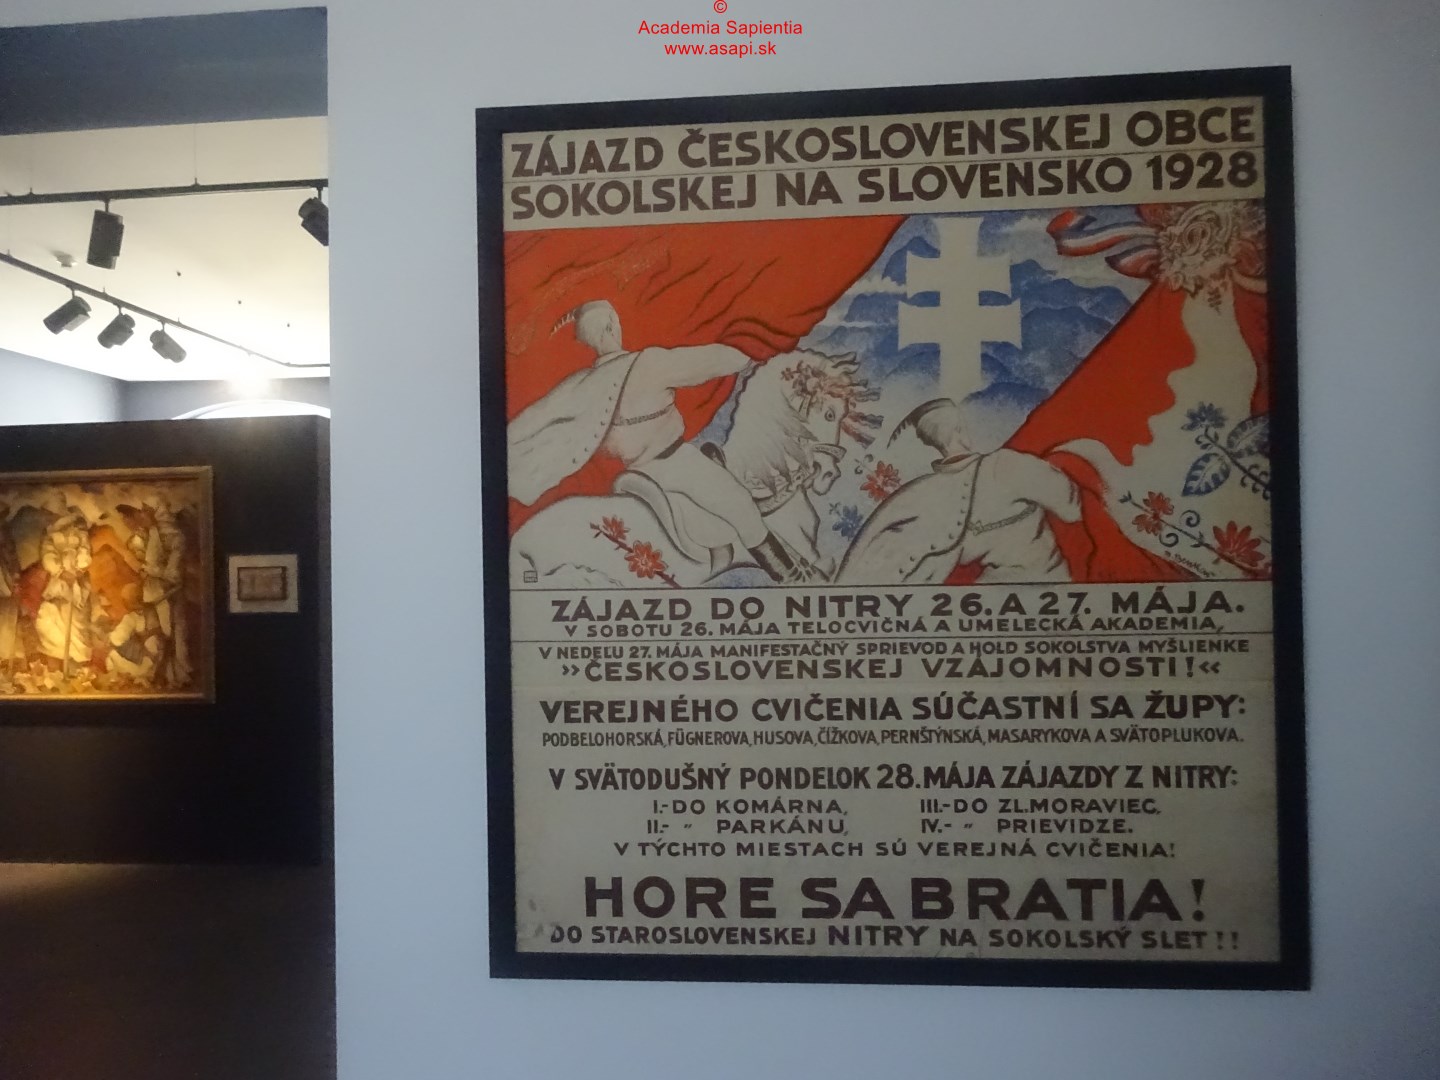 ©
Academia Sapientia
www.asapi.sk
ZÁJAZD ČESKOSLOVENSKEJ OBCE
SOKOLSKEJ NA SLOVENSKO 1928
ZÁJAZD DO NITRY 26. A 27. MÁJA.
V SOBOTU 26. MÁJA TELOCVIČNÁ A UMELECKÁ AKADEMIA,
V NEDEĽU 27. MÁJA MANIFESTAČNÝ SPRIEVOD A HOLD SOKOLSTVA MYŠLIENKE
»ČESKOSLOVENSKEJ VZÁJOMNOSTI!«
VEREJNÉHO CVIČENIA SÚČASTNÍ SA ŽUPY:
PODBELOHORSKÁ, FÜGNEROVA, HUSOVA, ČÍŽKOVA, PERNŠTÝNSKÁ, MASARYKOVA A SVÄTOPLUKOVA.
V SVÄTODUŠNÝ PONDELOK 28. MÁJA ZÁJAZDY Z NITRY:
I.- DO KOMÁRNA, III.- DO ZL. MORAVIEC,
II.- " PARKÁNU, IV.- " PRIEVIDZE.
V TÝCHTO MIESTACH SÚ VEREJNÁ CVIČENIA!
HORE SA BRATIA!
DO STAROSLOVENSKEJ NITRY NA SOKOLSKÝ SLET!!